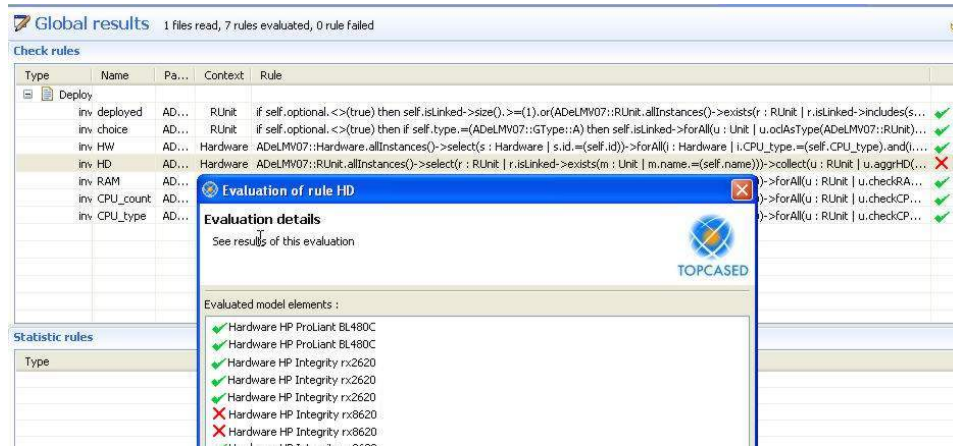 Global results 1 files read, 7 rules evaluated, 0 rule failed
Check rules
Type Name Pa... Context Rule
Deploy
inv deployed AD... RUnit if self.optional.<>(true) then self.isLinked->size().>=(1).or(ADeLMV07::RUnit.allInstances()->exists(r : RUnit | r.isLinked->includes(s...
inv choice AD... RUnit if self.optional.<>(true) then if self.type.=(ADeLMV07::GType::A) then self.isLinked->forAll(u : Unit | u.oclAsType(ADeLMV07::RUnit)...
inv HW AD... Hardware ADeLMV07::Hardware.allInstances()->select(s : Hardware | s.id.=(self.id))->forAll(i : Hardware | i.CPU_type.=(self.CPU_type).and(i....
inv HD AD... Hardware ADeLMV07::RUnit.allInstances()->select(r : RUnit | r.isLinked->exists(m : Unit | m.name.=(self.name)))->collect(u : RUnit | u.aggrHD(...
inv RAM AD... )->forAll(u : RUnit | u.checkRA...
inv CPU_count AD... )->forAll(u : RUnit | u.checkCP...
inv CPU_type AD... )->forAll(u : RUnit | u.checkCP...
Evaluation of rule HD
Evaluation details
See results of this evaluation
TOPCASED
Evaluated model elements :
Hardware HP ProLiant BL480C
Hardware HP ProLiant BL480C
Hardware HP Integrity rx2620
Hardware HP Integrity rx2620
Hardware HP Integrity rx2620
Hardware HP Integrity rx8620
Hardware HP Integrity rx8620
Statistic rules
Type